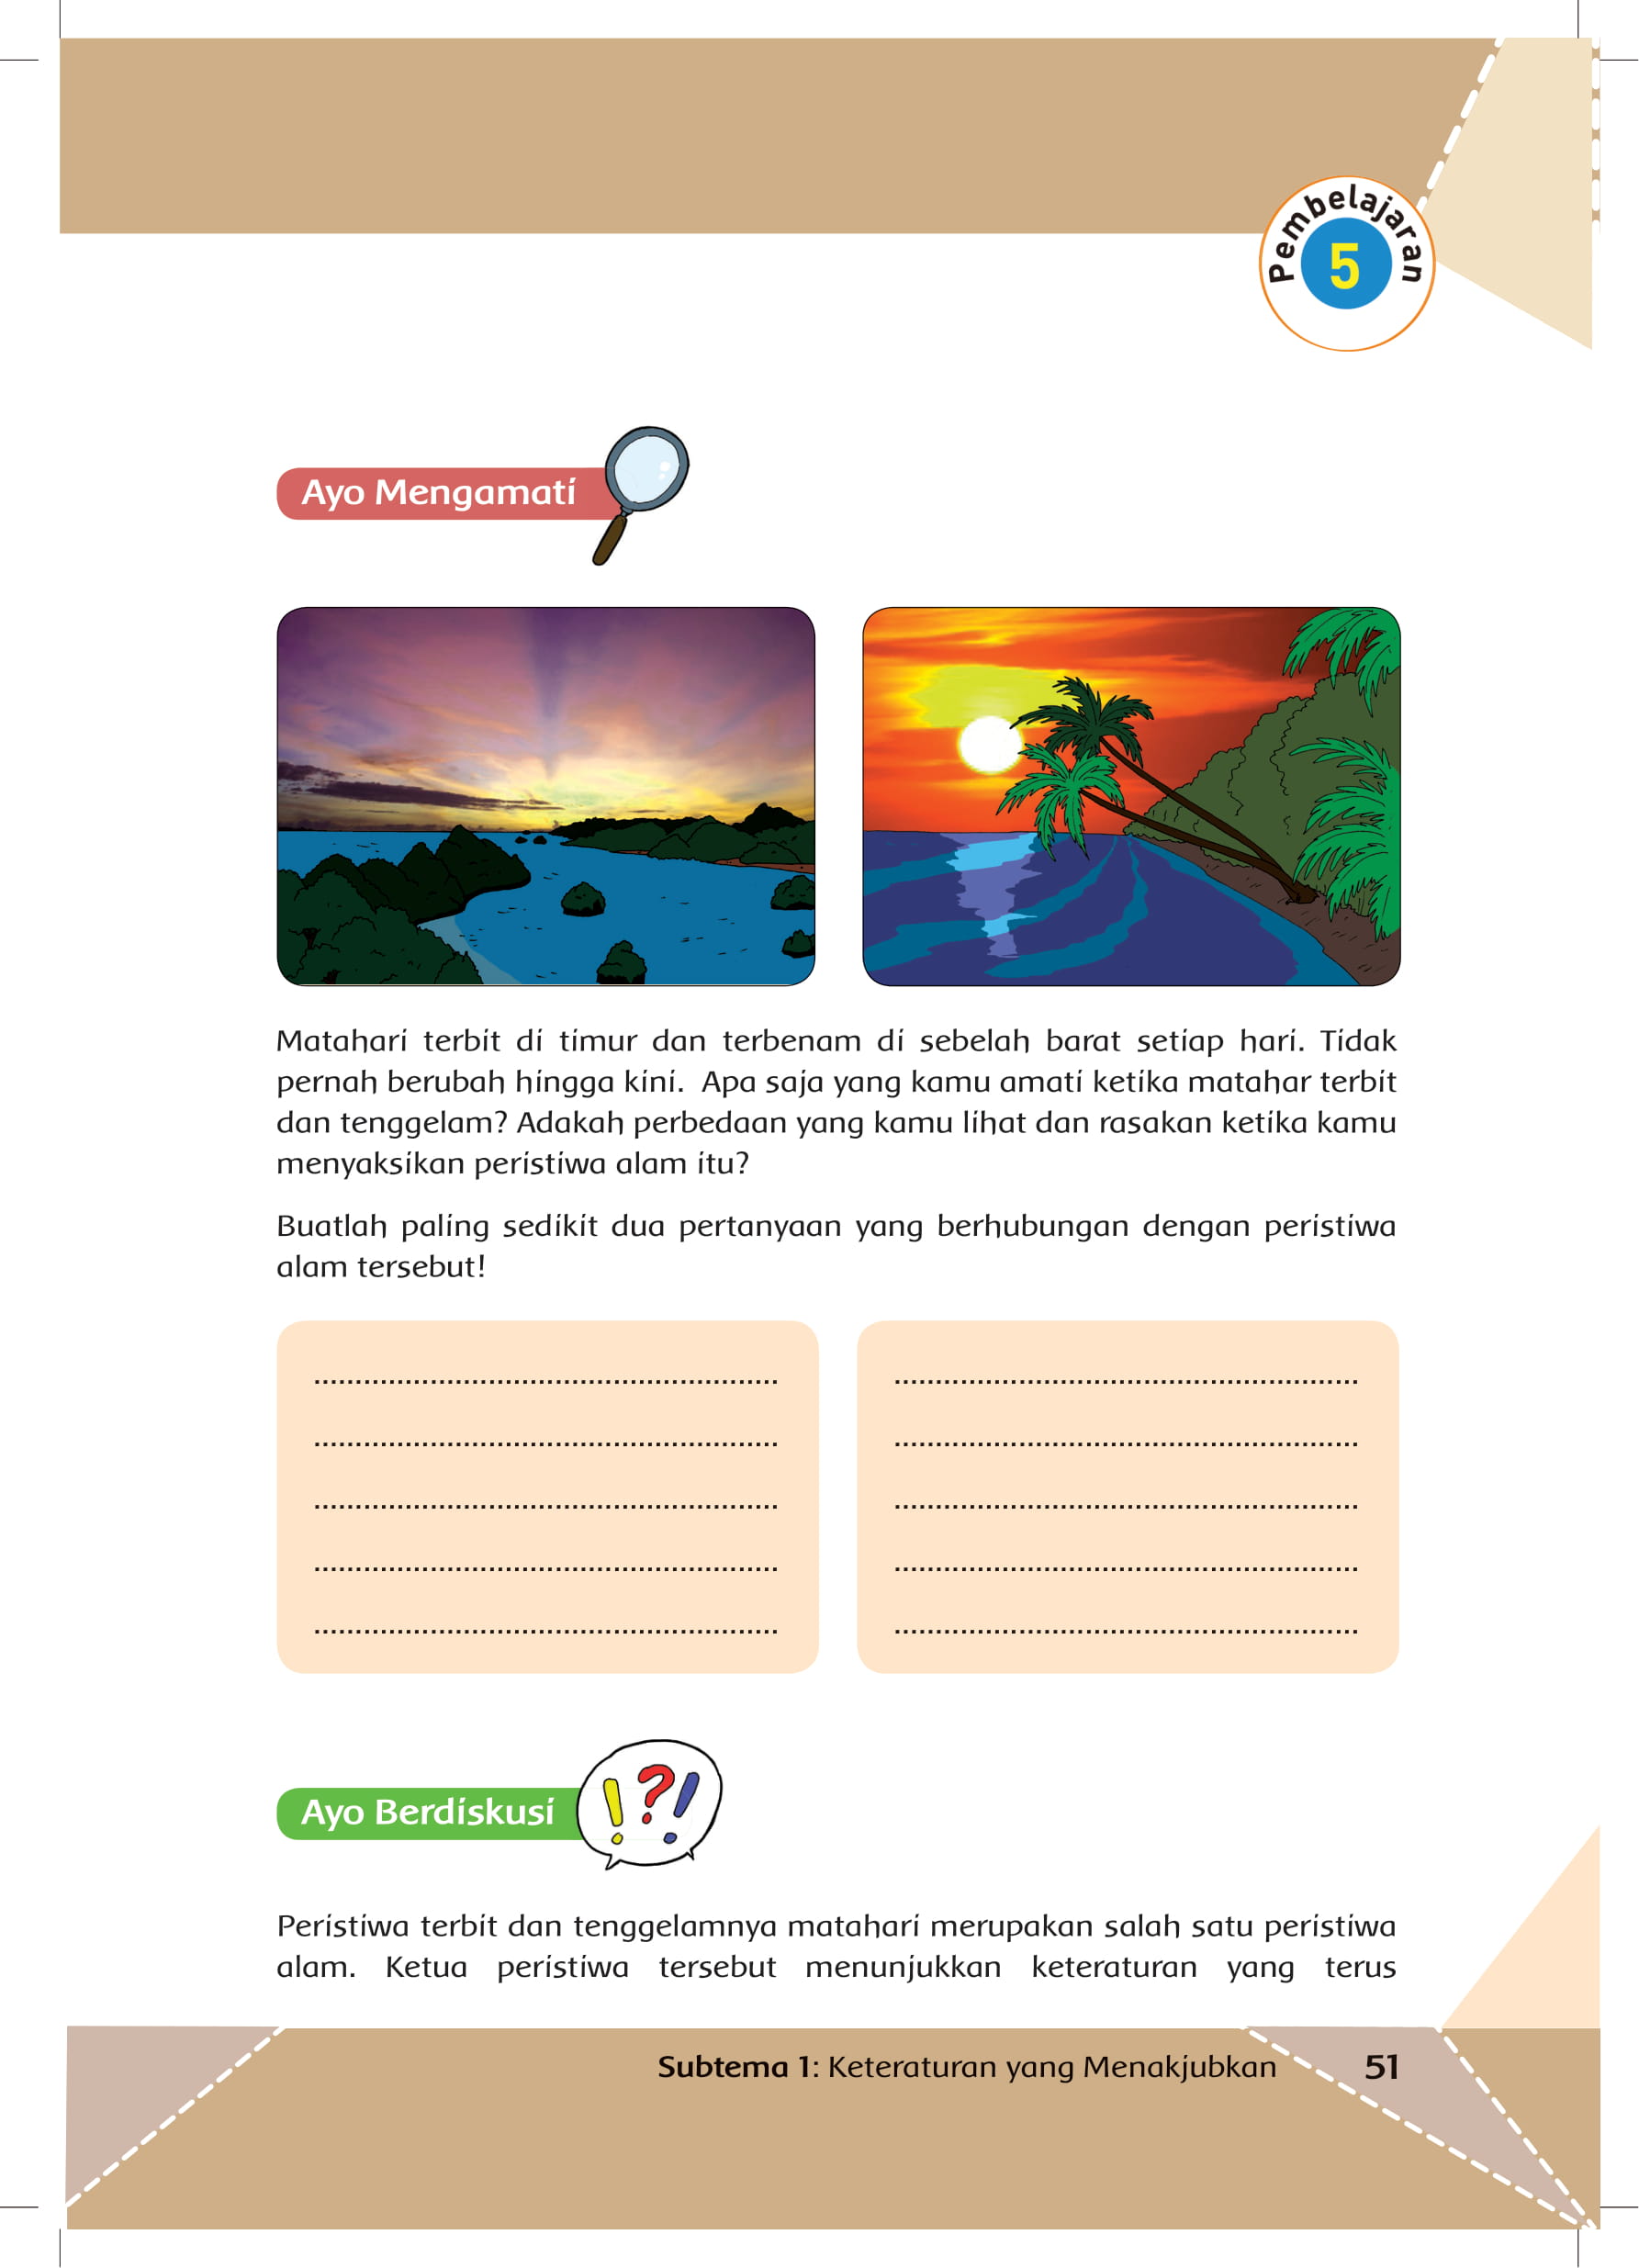 Pembelajaran
5
Ayo Mengamati
Matahari terbit di timur dan terbenam di sebelah barat setiap hari. Tidak
pernah berubah hingga kini. Apa saja yang kamu amati ketika matahar terbit
dan tenggelam? Adakah perbedaan yang kamu lihat dan rasakan ketika kamu
menyaksikan peristiwa alam itu?
Buatlah paling sedikit dua pertanyaan yang berhubungan dengan peristiwa
alam tersebut!
Ayo Berdiskusi
!?!
Peristiwa terbit dan tenggelamnya matahari merupakan salah satu peristiwa
alam. Ketua peristiwa tersebut menunjukkan keteraturan yang terus
Subtema 1: Keteraturan yang Menakjubkan 51